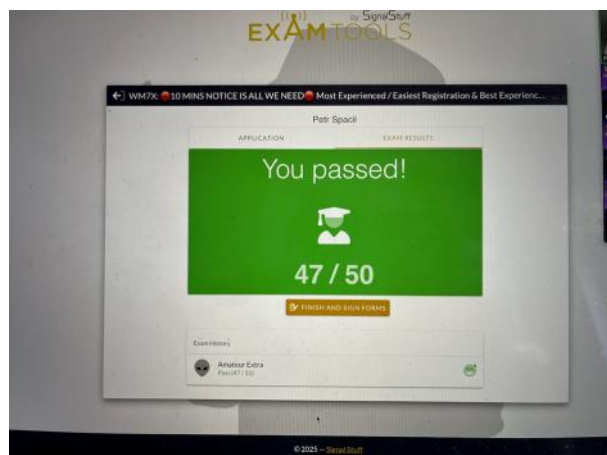 ((•)) by SignalStuff
EXAMTOOLS
WM7X: 🔴10 MINS NOTICE IS ALL WE NEED🔴 Most Experienced / Easiest Registration & Best Experienc...
Petr Spacil
APPLICATION EXAM RESULTS
You passed!
47 / 50
FINISH AND SIGN FORMS
Exam History
Amateur Extra
Pass (47 / 50)
© 2025 — Signal Stuff